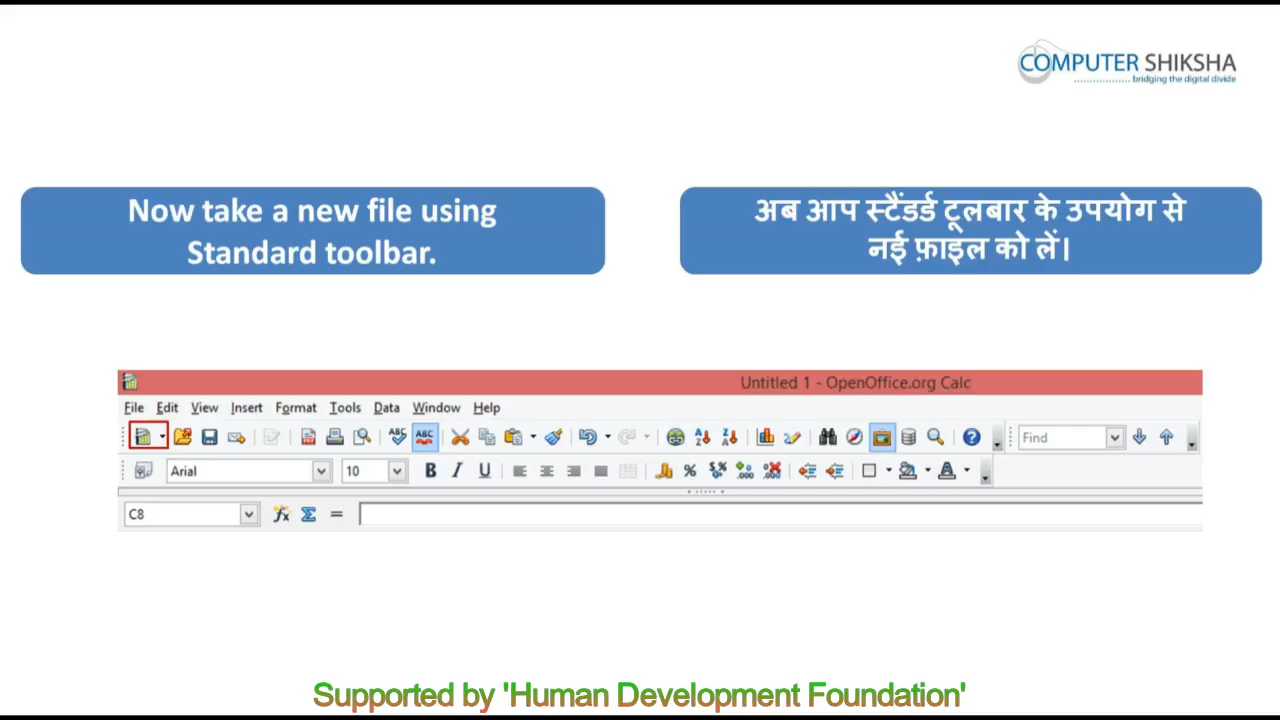 COMPUTER SHIKSHA
bridging the digital divide
Now take a new file using
Standard toolbar.
अब आप स्टैंडर्ड टूलबार के उपयोग से
नई फ़ाइल को लें।
Untitled 1 - OpenOffice.org Calc
File Edit View Insert Format Tools Data Window Help
ABC ABC Find
Arial 10 B I U
C8
Supported by 'Human Development Foundation'